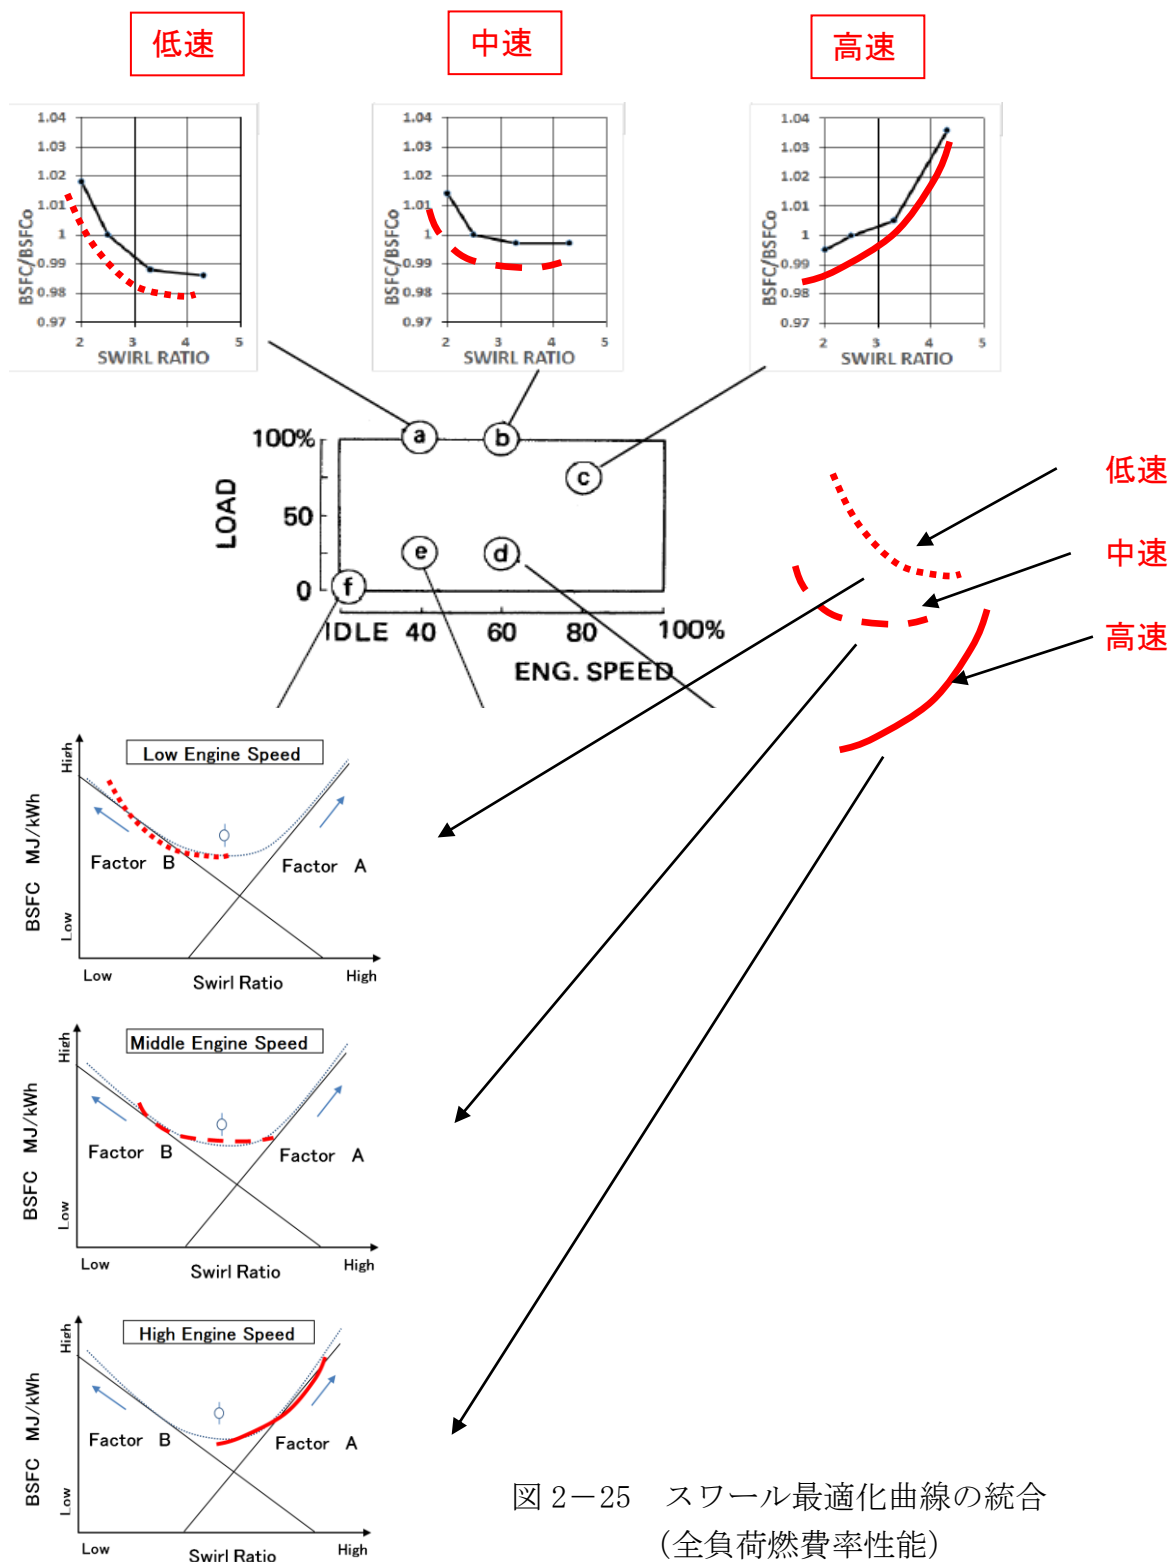 低速
中速
高速
1.04
1.03
1.02
1.01
1
0.99
0.98
0.97
BSFC/BSFCo
2 3 4 5
SWIRL RATIO
1.04
1.03
1.02
1.01
1
0.99
0.98
0.97
BSFC/BSFCo
2 3 4 5
SWIRL RATIO
1.04
1.03
1.02
1.01
1
0.99
0.98
0.97
BSFC/BSFCo
2 3 4 5
SWIRL RATIO
LOAD
100%
50
0
a
b
c
d
e
f
IDLE 40 60 80 100%
ENG. SPEED
低速
中速
高速
Low Engine Speed
BSFC MJ/kWh
High
Low
Factor B
Factor A
Φ
Low
High
Swirl Ratio
Middle Engine Speed
BSFC MJ/kWh
High
Low
Factor B
Factor A
Φ
Low
High
Swirl Ratio
High Engine Speed
BSFC MJ/kWh
High
Low
Factor B
Factor A
Φ
Low
High
Swirl Ratio
図 2－25 スワール最適化曲線の統合
（全負荷燃費率性能）